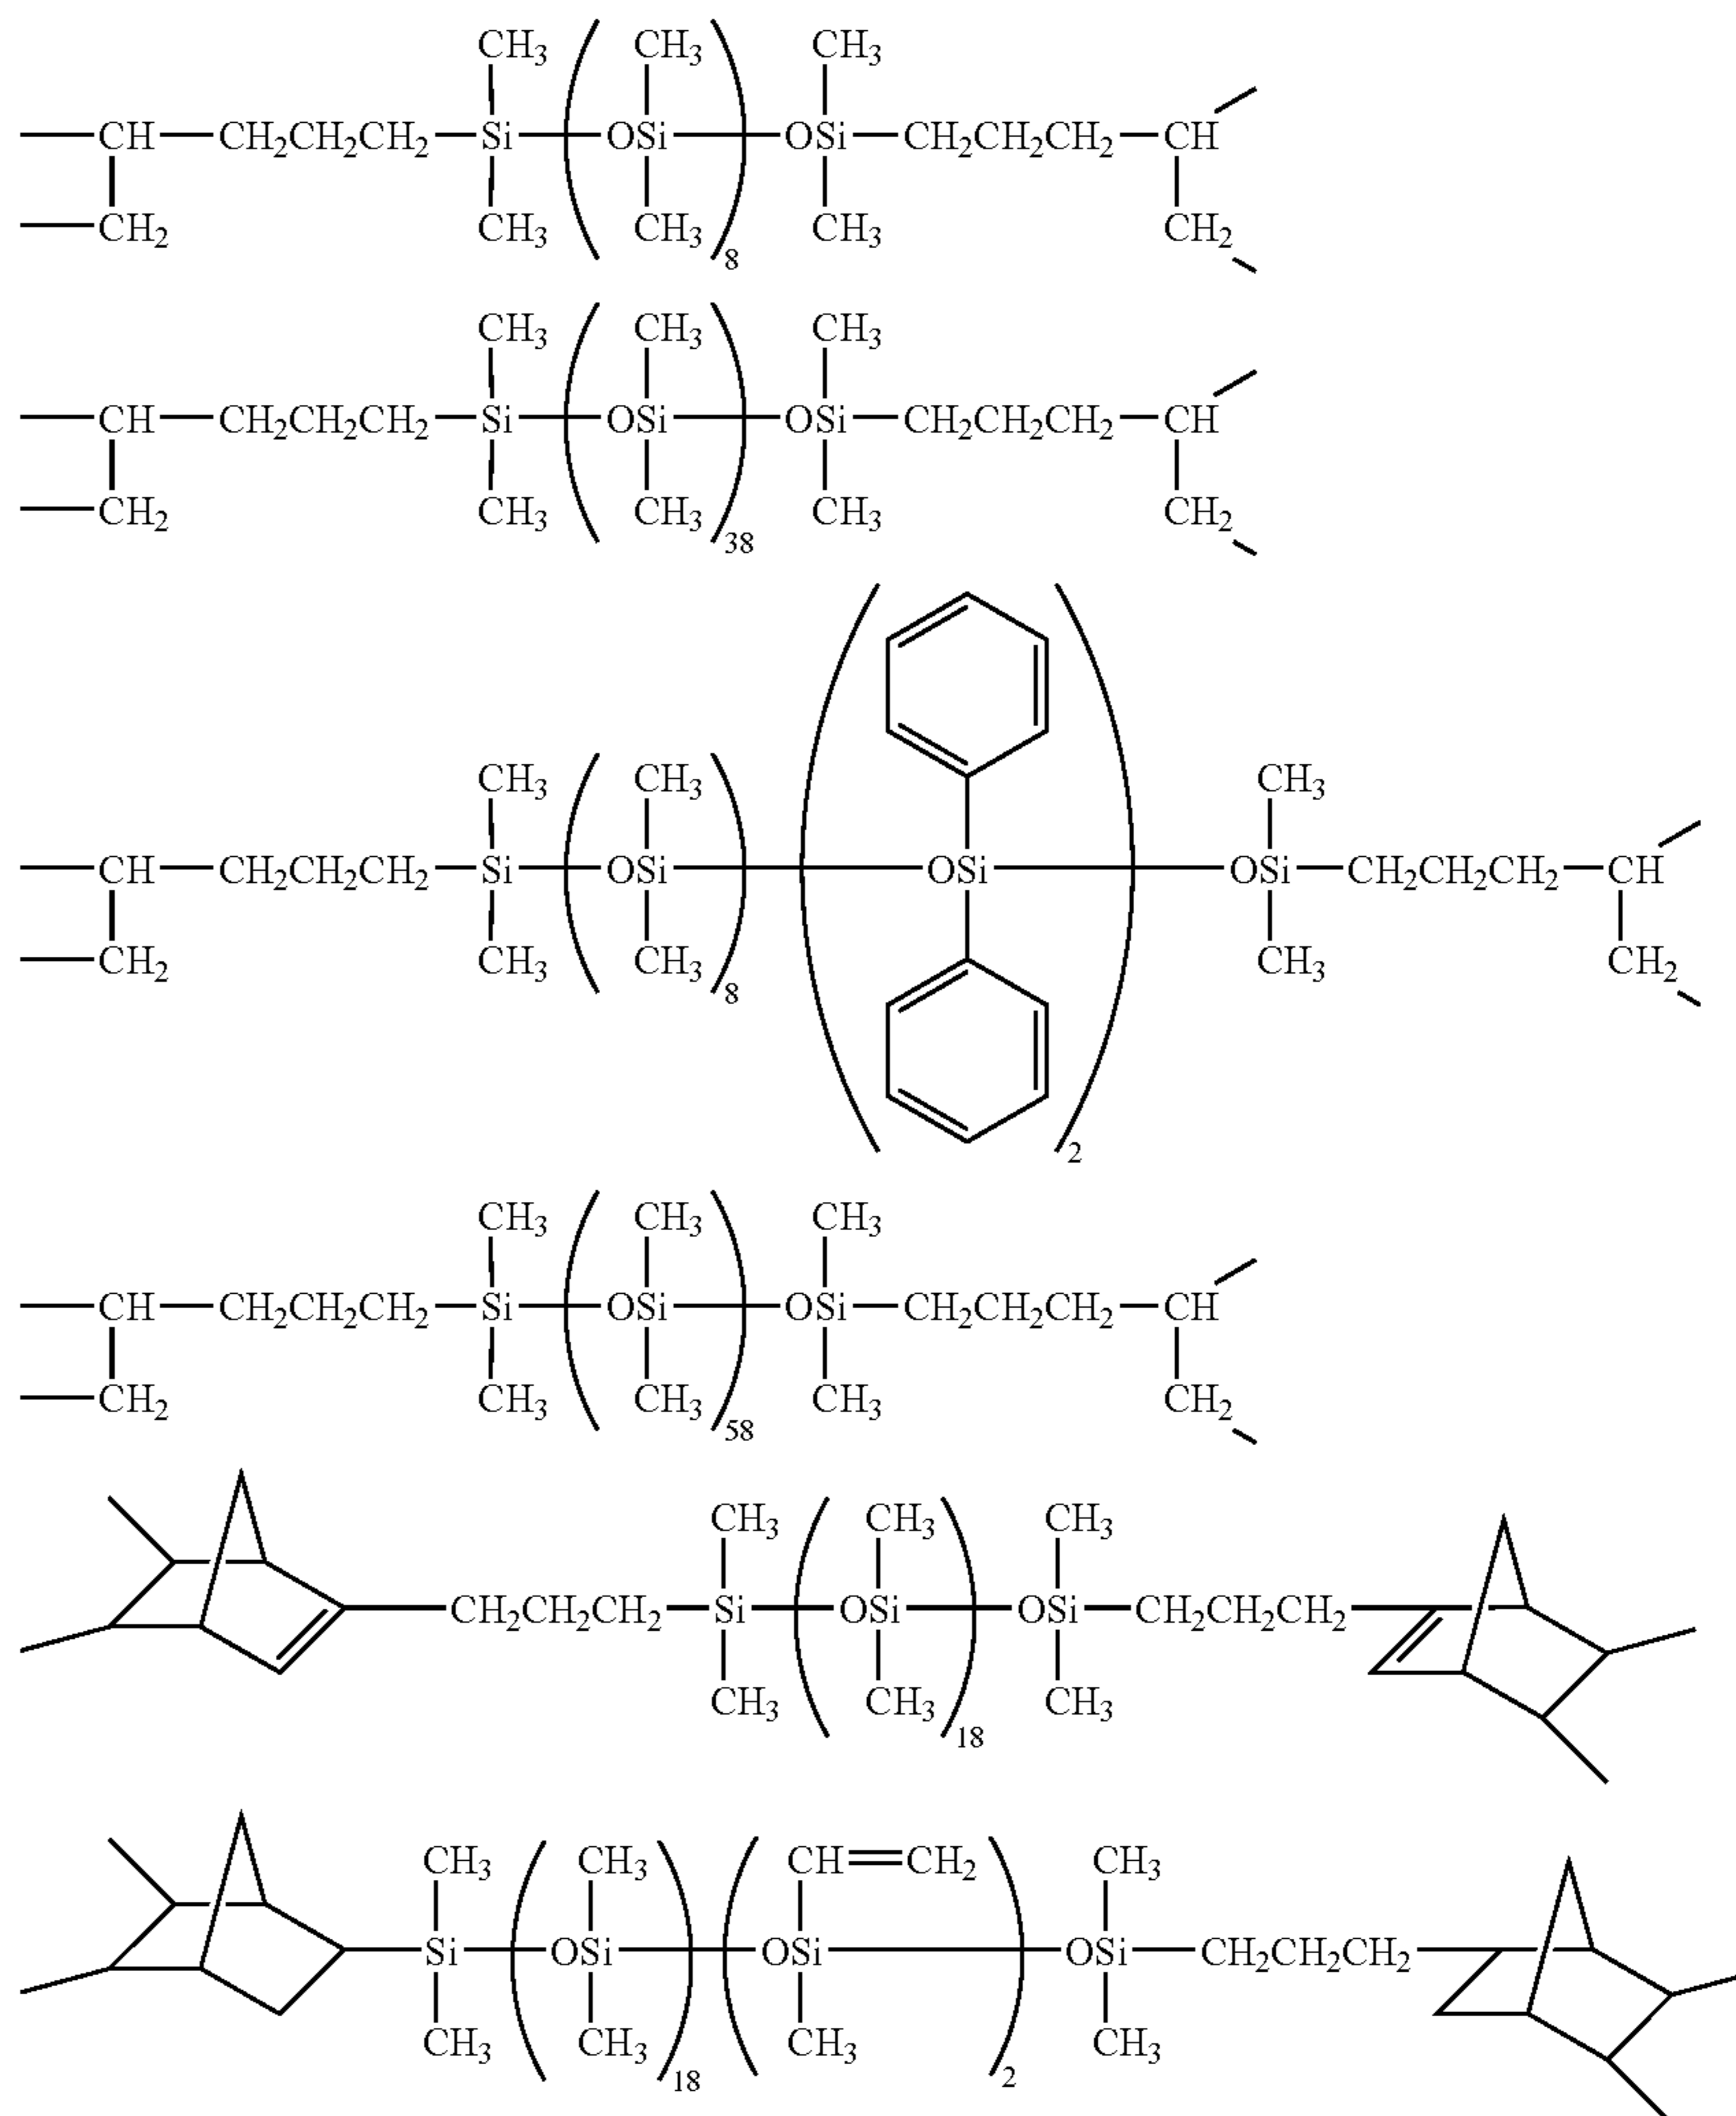 CH₃ CH₃ CH₃
CH CH₂CH₂CH₂ Si OSi OSi CH₂CH₂CH₂ CH
CH₂ CH₃ CH₃ CH₃ CH₂
8
CH₃ CH₃ CH₃
CH CH₂CH₂CH₂ Si OSi OSi CH₂CH₂CH₂ CH
CH₂ CH₃ CH₃ CH₃ CH₂
38
CH₃ CH₃ CH₃
CH CH₂CH₂CH₂ Si OSi OSi OSi CH₂CH₂CH₂ CH
CH₂ CH₃ CH₃ CH₃ CH₂
8
2
CH₃ CH₃ CH₃
CH CH₂CH₂CH₂ Si OSi OSi CH₂CH₂CH₂ CH
CH₂ CH₃ CH₃ CH₃ CH₂
58
CH₃ CH₃ CH₃
CH₂CH₂CH₂ Si OSi OSi CH₂CH₂CH₂
CH₃ CH₃ CH₃
18
CH₃ CH₃ CH=CH₂ CH₃
Si OSi OSi OSi CH₂CH₂CH₂
CH₃ CH₃ CH₃ CH₃
18 2